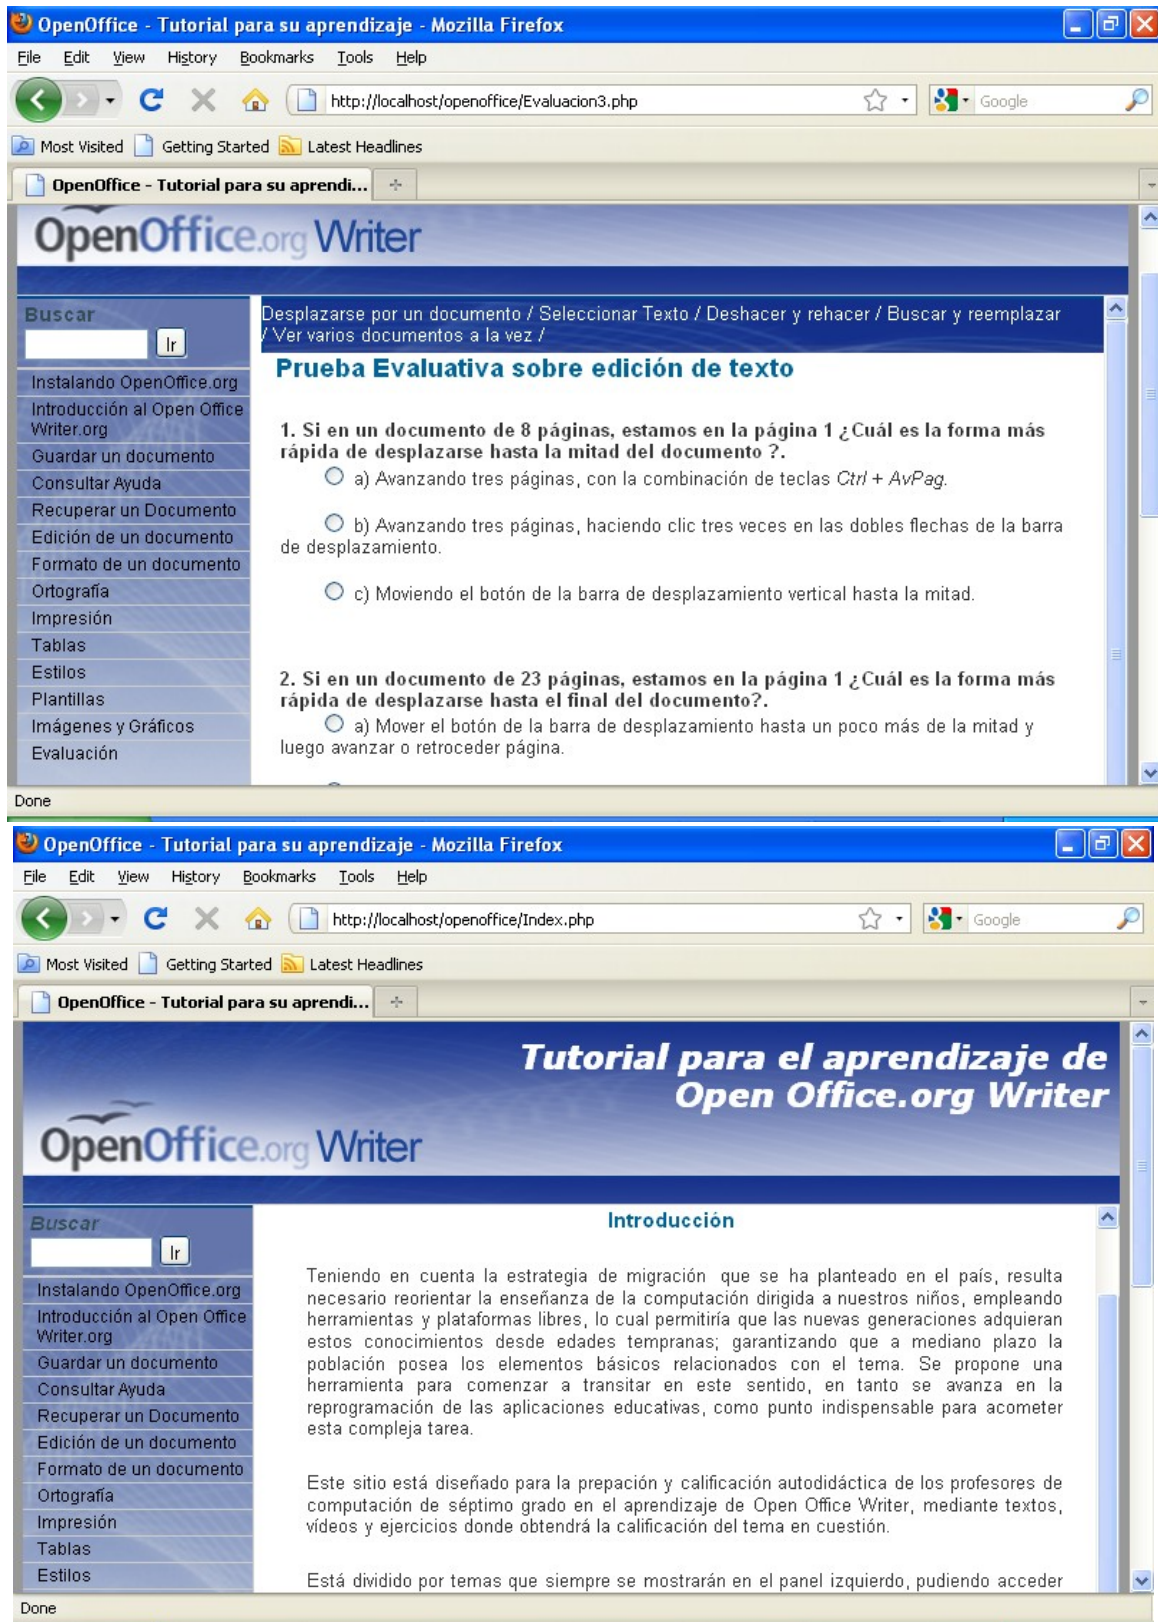 OpenOffice - Tutorial para su aprendizaje - Mozilla Firefox
File Edit View History Bookmarks Tools Help
http://localhost/openoffice/Evaluacion3.php
Google
Most Visited Getting Started Latest Headlines
OpenOffice - Tutorial para su aprendi...
OpenOffice.org Writer
Buscar
Ir
Instalando OpenOffice.org
Introducción al Open Office
Writer.org
Guardar un documento
Consultar Ayuda
Recuperar un Documento
Edición de un documento
Formato de un documento
Ortografía
Impresión
Tablas
Estilos
Plantillas
Imágenes y Gráficos
Evaluación
Desplazarse por un documento / Seleccionar Texto / Deshacer y rehacer / Buscar y reemplazar
/ Ver varios documentos a la vez /
Prueba Evaluativa sobre edición de texto
1. Si en un documento de 8 páginas, estamos en la página 1 ¿Cuál es la forma más
rápida de desplazarse hasta la mitad del documento ?.
a) Avanzando tres páginas, con la combinación de teclas Ctrl + AvPag.
b) Avanzando tres páginas, haciendo clic tres veces en las dobles flechas de la barra
de desplazamiento.
c) Moviendo el botón de la barra de desplazamiento vertical hasta la mitad.
2. Si en un documento de 23 páginas, estamos en la página 1 ¿Cuál es la forma más
rápida de desplazarse hasta el final del documento?.
a) Mover el botón de la barra de desplazamiento hasta un poco más de la mitad y
luego avanzar o retroceder página.
Done
OpenOffice - Tutorial para su aprendizaje - Mozilla Firefox
File Edit View History Bookmarks Tools Help
http://localhost/openoffice/Index.php
Google
Most Visited Getting Started Latest Headlines
OpenOffice - Tutorial para su aprendi...
Tutorial para el aprendizaje de
Open Office.org Writer
OpenOffice.org Writer
Buscar
Ir
Instalando OpenOffice.org
Introducción al Open Office
Writer.org
Guardar un documento
Consultar Ayuda
Recuperar un Documento
Edición de un documento
Formato de un documento
Ortografía
Impresión
Tablas
Estilos
Introducción
Teniendo en cuenta la estrategia de migración que se ha planteado en el país, resulta
necesario reorientar la enseñanza de la computación dirigida a nuestros niños, empleando
herramientas y plataformas libres, lo cual permitiría que las nuevas generaciones adquieran
estos conocimientos desde edades tempranas; garantizando que a mediano plazo la
población posea los elementos básicos relacionados con el tema. Se propone una
herramienta para comenzar a transitar en este sentido, en tanto se avanza en la
reprogramación de las aplicaciones educativas, como punto indispensable para acometer
esta compleja tarea.
Este sitio está diseñado para la prepación y calificación autodidáctica de los profesores de
computación de séptimo grado en el aprendizaje de Open Office Writer, mediante textos,
vídeos y ejercicios donde obtendrá la calificación del tema en cuestión.
Está dividido por temas que siempre se mostrarán en el panel izquierdo, pudiendo acceder
Done